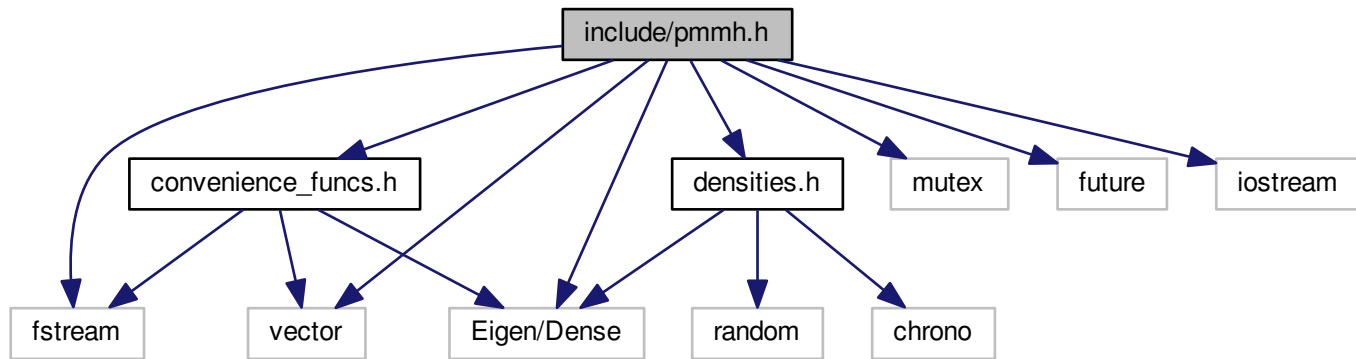 include/pmmh.h
convenience_funcs.h
densities.h
mutex
future
iostream
fstream
vector
Eigen/Dense
random
chrono